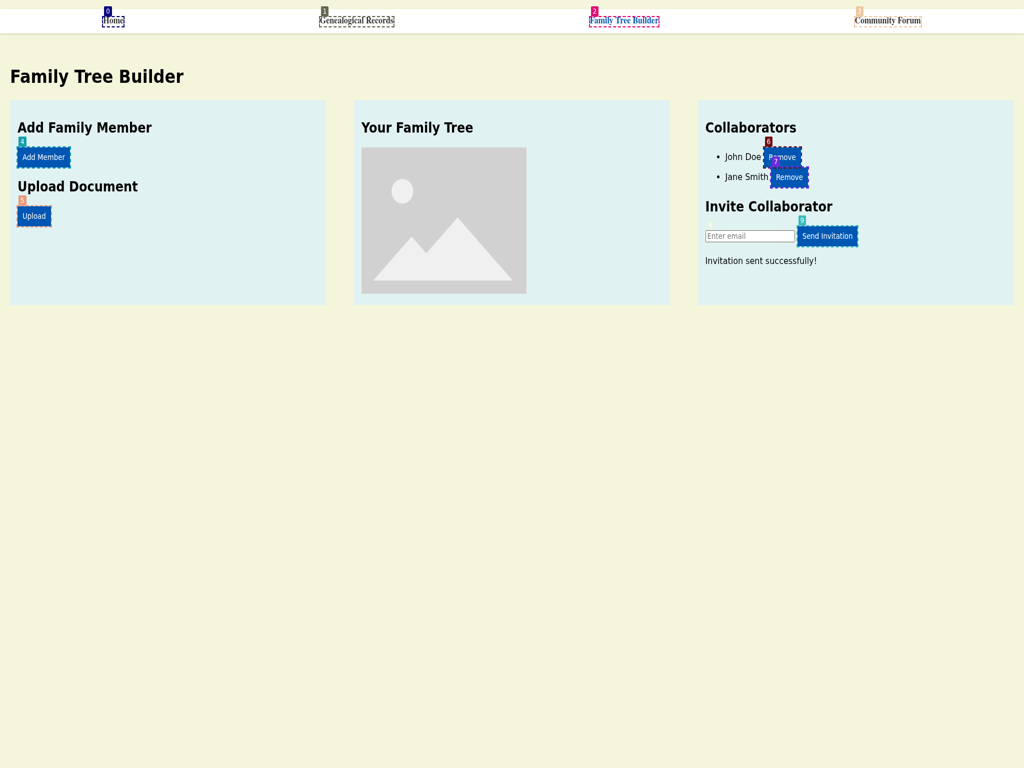 0
1
2
3
Home
Genealogical Records
Family Tree Builder
Community Forum
Family Tree Builder
Add Family Member
4
Add Member
Upload Document
5
Upload
Your Family Tree
Collaborators
6
John Doe Remove
7
Jane Smith Remove
Invite Collaborator
9
Enter email Send Invitation
Invitation sent successfully!